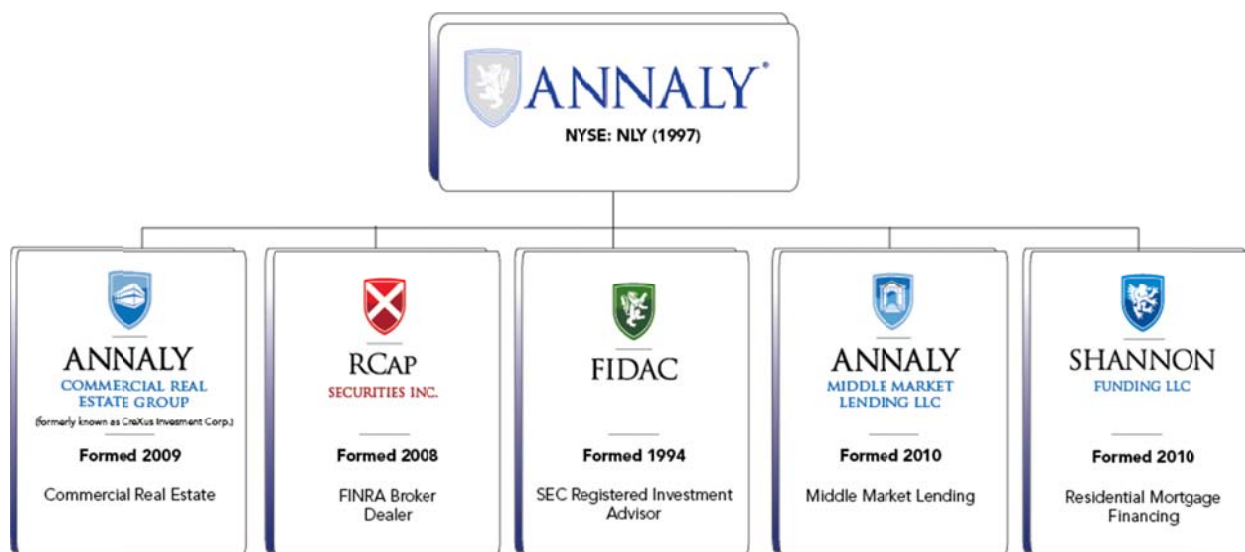 ANNALY®
NYSE: NLY (1997)
ANNALY
COMMERCIAL REAL
ESTATE GROUP
(formerly known as CreXus Invesment Corp.)
Formed 2009
Commercial Real Estate
RCAP
SECURITIES INC.
Formed 2008
FINRA Broker
Dealer
FIDAC
Formed 1994
SEC Registered Investment
Advisor
ANNALY
MIDDLE MARKET
LENDING LLC
Formed 2010
Middle Market Lending
SHANNON
FUNDING LLC
Formed 2010
Residential Mortgage
Financing